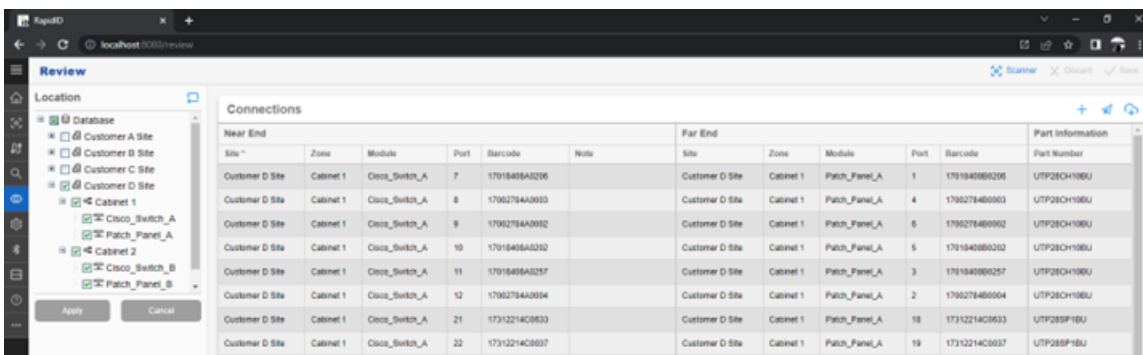 RapidID
localhost:8080/review
Review
Scanner Discard Save
Location
Database
Customer A Site
Customer B Site
Customer C Site
Customer D Site
Cabinet 1
Cisco_Switch_A
Patch_Panel_A
Cabinet 2
Cisco_Switch_B
Patch_Panel_B
Apply Cancel
Connections
Near End Far End Part Information
Site Zone Module Port Barcode Note Site Zone Module Port Barcode Part Number
Customer D Site Cabinet 1 Cisco_Switch_A 7 17018408A0206 Customer D Site Cabinet 1 Patch_Panel_A 1 17018408B0206 UTP28CH10BU
Customer D Site Cabinet 1 Cisco_Switch_A 8 17002784A0003 Customer D Site Cabinet 1 Patch_Panel_A 4 17002784B0003 UTP28CH10BU
Customer D Site Cabinet 1 Cisco_Switch_A 9 17002784A0002 Customer D Site Cabinet 1 Patch_Panel_A 6 17002784B0002 UTP28CH10BU
Customer D Site Cabinet 1 Cisco_Switch_A 10 17018408A0202 Customer D Site Cabinet 1 Patch_Panel_A 5 17018408B0202 UTP28CH10BU
Customer D Site Cabinet 1 Cisco_Switch_A 11 17018408A0257 Customer D Site Cabinet 1 Patch_Panel_A 3 17018408B0257 UTP28CH10BU
Customer D Site Cabinet 1 Cisco_Switch_A 12 17002784A0004 Customer D Site Cabinet 1 Patch_Panel_A 2 17002784B0004 UTP28CH10BU
Customer D Site Cabinet 1 Cisco_Switch_A 21 17312214C0633 Customer D Site Cabinet 1 Patch_Panel_A 18 17312214C0633 UTP28SP1BU
Customer D Site Cabinet 1 Cisco_Switch_A 22 17312214C0037 Customer D Site Cabinet 1 Patch_Panel_A 19 17312214C0037 UTP28SP1BU